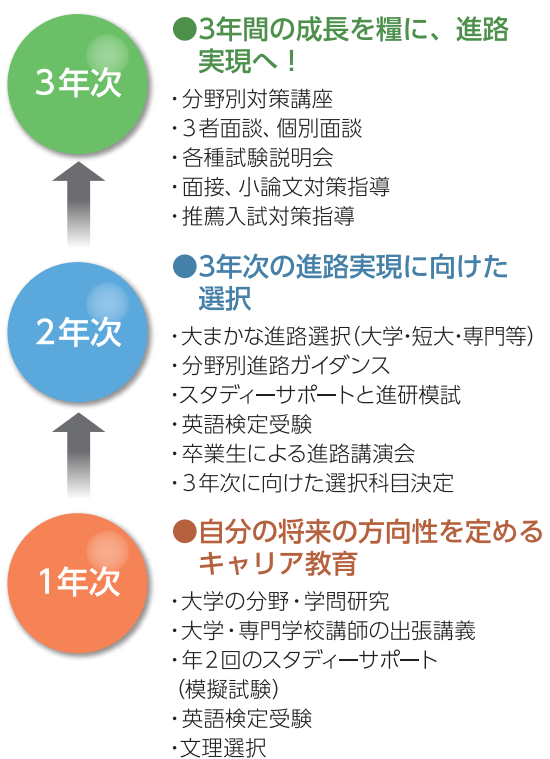 3年次
●3年間の成長を糧に、進路
実現へ！
・分野別対策講座
・３者面談、個別面談
・各種試験説明会
・面接、小論文対策指導
・推薦入試対策指導
2年次
●3年次の進路実現に向けた
選択
・大まかな進路選択（大学・短大・専門等）
・分野別進路ガイダンス
・スタディーサポートと進研模試
・英語検定受験
・卒業生による進路講演会
・３年次に向けた選択科目決定
1年次
●自分の将来の方向性を定める
キャリア教育
・大学の分野・学問研究
・大学・専門学校講師の出張講義
・年２回のスタディーサポート
（模擬試験）
・英語検定受験
・文理選択